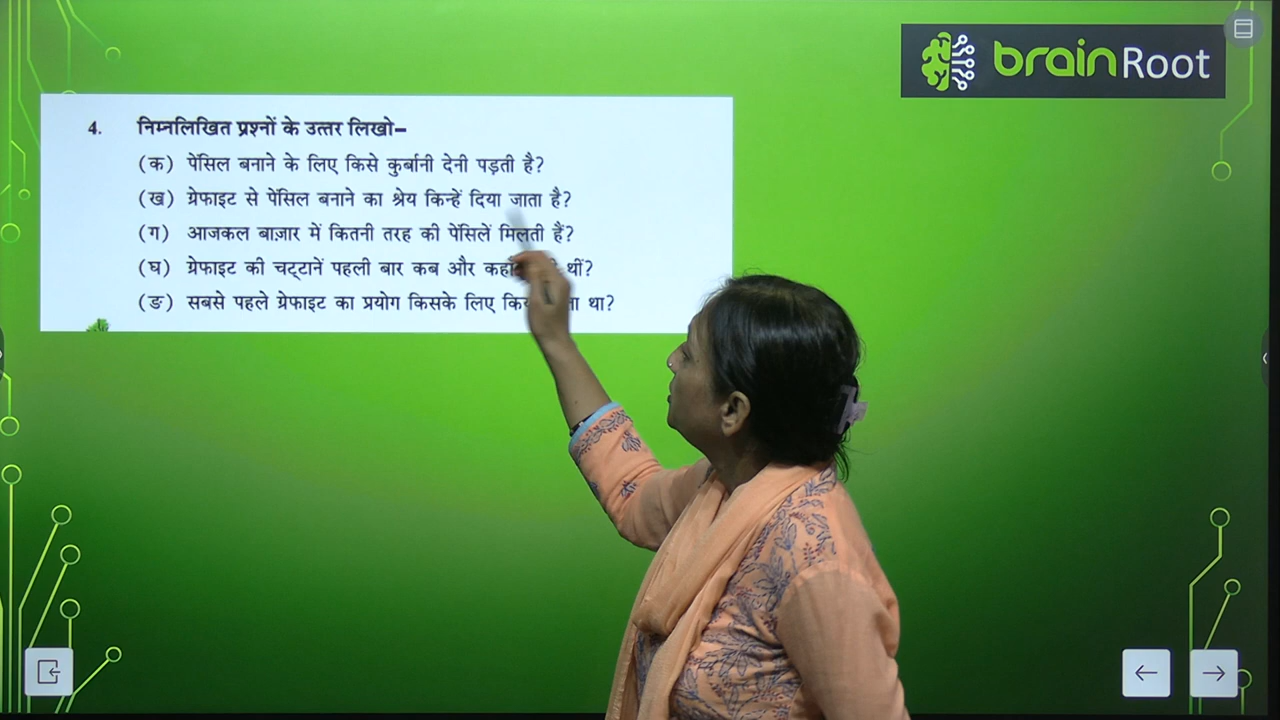 brainRoot
4. निम्नलिखित प्रश्नों के उत्तर लिखो–
(क) पेंसिल बनाने के लिए किसे कुर्बानी देनी पड़ती है?
(ख) ग्रेफाइट से पेंसिल बनाने का श्रेय किन्हें दिया जाता है?
(ग) आजकल बाज़ार में कितनी तरह की पेंसिलें मिलती हैं?
(घ) ग्रेफाइट की चट्टानें पहली बार कब और थीं?
(ङ) सबसे पहले ग्रेफाइट का प्रयोग किसके लिए था?